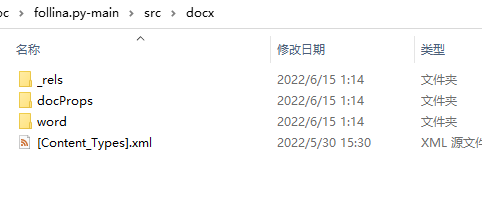 oc > follina.py-main > src > docx
名称 修改日期 类型
_rels 2022/6/15 1:14 文件夹
docProps 2022/6/15 1:14 文件夹
word 2022/6/15 1:14 文件夹
[Content_Types].xml 2022/5/30 15:30 XML 源文件